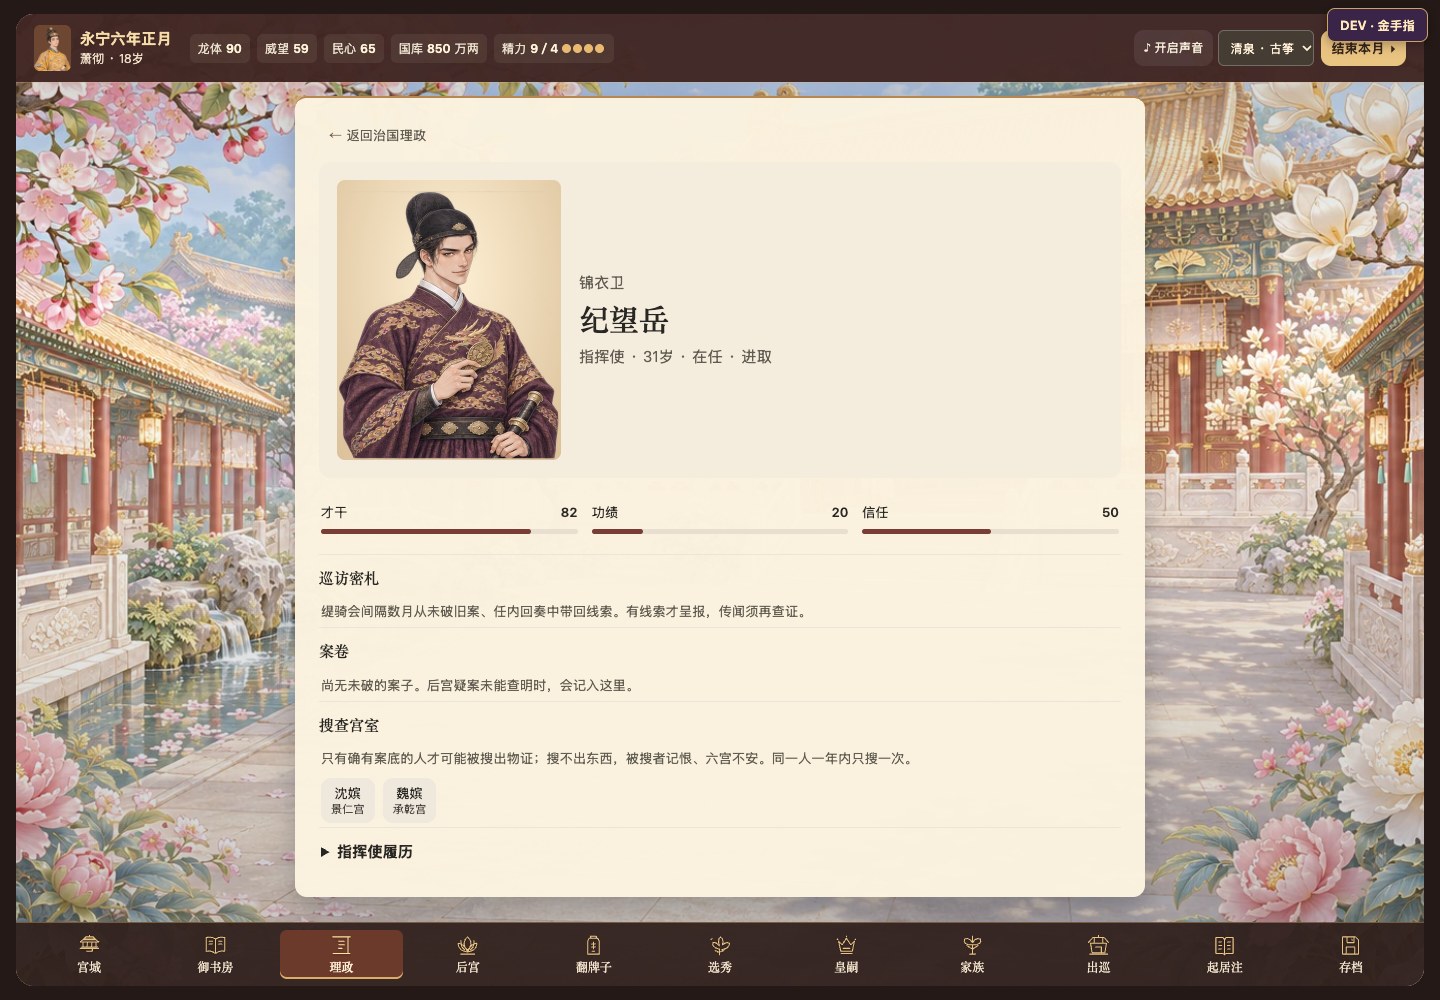 永宁六年正月
萧彻 · 18岁
龙体 90
威望 59
民心 65
国库 850 万两
精力 9 / 4
♪ 开启声音
清泉 · 古筝
DEV · 金手指
结束本月
← 返回治国理政
锦衣卫
纪望岳
指挥使 · 31岁 · 在任 · 进取
才干 82
功绩 20
信任 50
巡访密札
缇骑会间隔数月从未破旧案、任内回奏中带回线索。有线索才呈报，传闻须再查证。
案卷
尚无未破的案子。后宫疑案未能查明时，会记入这里。
搜查宫室
只有确有案底的人才可能被搜出物证；搜不出东西，被搜者记恨、六宫不安。同一人一年内只搜一次。
沈嫔
景仁宫
魏嫔
承乾宫
▶ 指挥使履历
宫城
御书房
理政
后宫
翻牌子
选秀
皇嗣
家族
出巡
起居注
存档